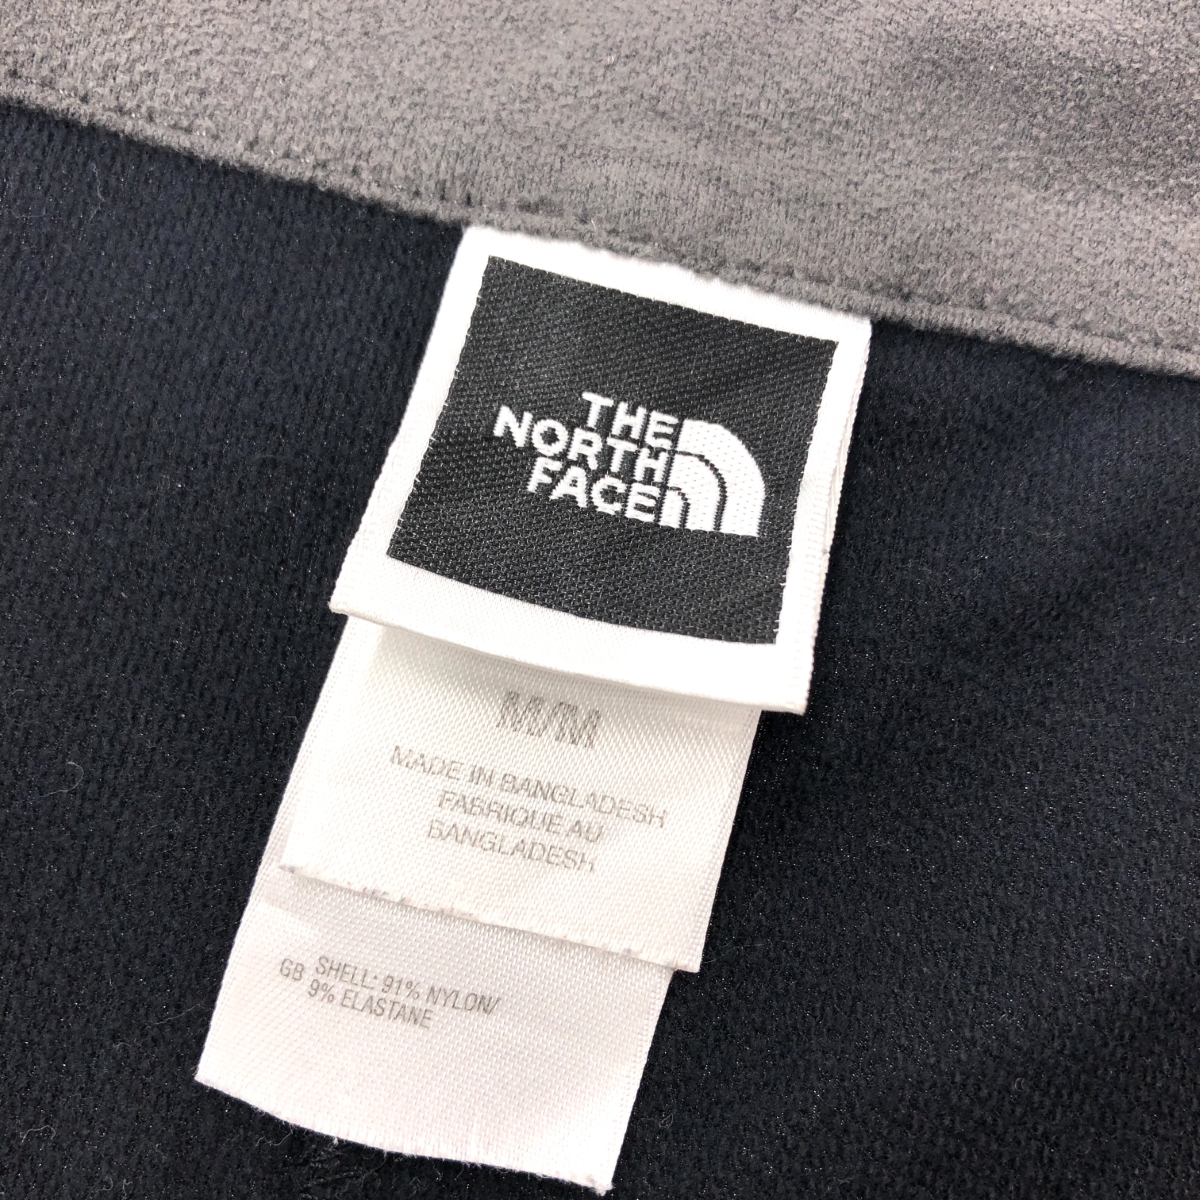 THE
NORTH
FACE
M/M
MADE IN BANGLADESH
FABRIQUE AU
BANGLADESH
GB SHELL: 91% NYLON/
9% ELASTANE